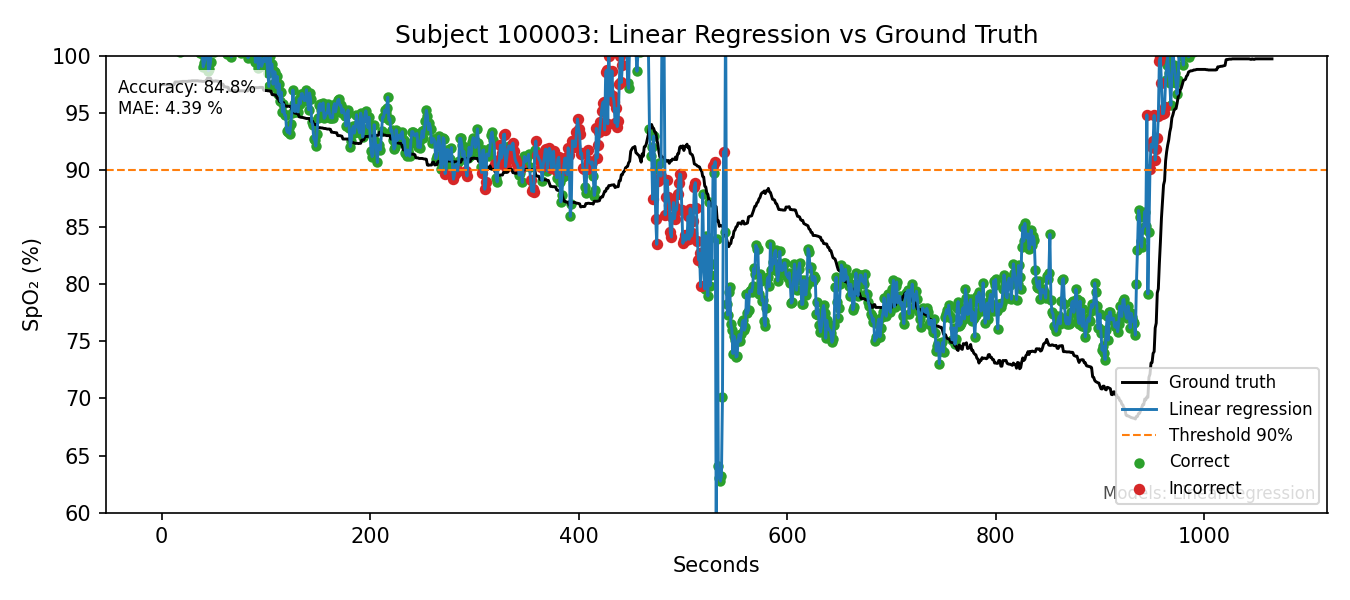 Subject 100003: Linear Regression vs Ground Truth
Accuracy: 84.8%
MAE: 4.39 %
SpO₂ (%)
100
95
90
85
80
75
70
65
60
0
200
400
600
800
1000
Seconds
Ground truth
Linear regression
Threshold 90%
Correct
Incorrect
Models: LinearRegression